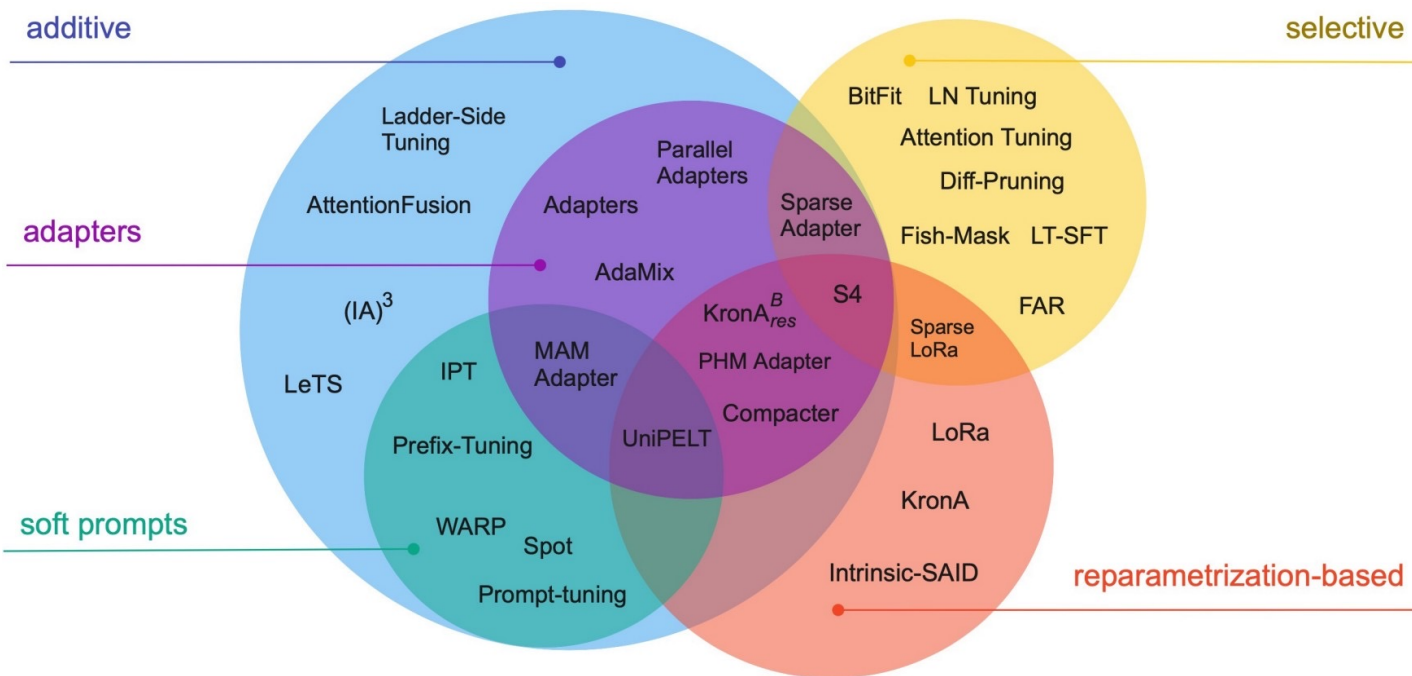 additive
selective
Ladder-Side
Tuning
BitFit
LN Tuning
Parallel
Adapters
Attention Tuning
Diff-Pruning
AttentionFusion
Adapters
Sparse
Adapter
adapters
Fish-Mask
LT-SFT
AdaMix
(IA)³
KronA^B_res
S4
FAR
Sparse
LoRa
MAM
Adapter
IPT
PHM Adapter
LeTS
Compacter
LoRa
Prefix-Tuning
UniPELT
KronA
soft prompts
WARP
Spot
Intrinsic-SAID
reparametrization-based
Prompt-tuning